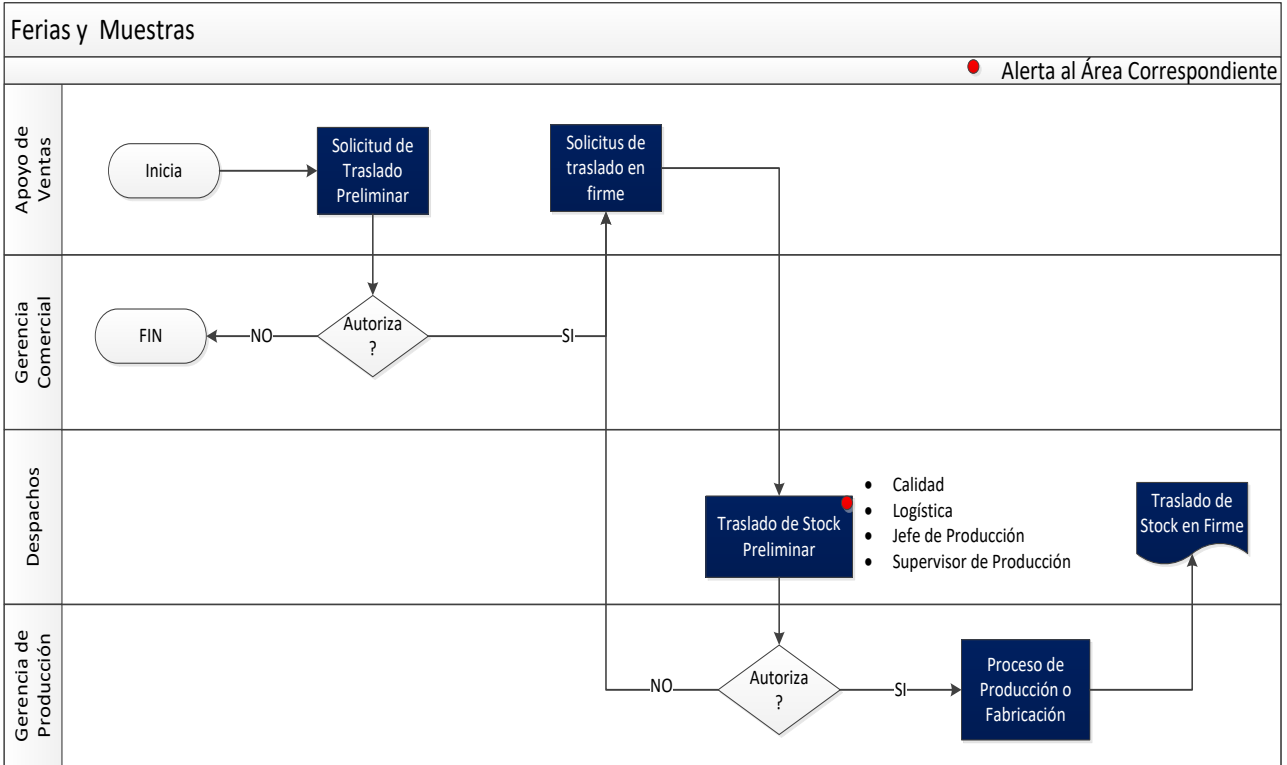 Ferias y Muestras
Alerta al Área Correspondiente
Apoyo de
Ventas
Inicia
Solicitud de
Traslado
Preliminar
Solicitus de
traslado en
firme
Gerencia
Comercial
FIN
NO
Autoriza
?
SI
Despachos
Traslado de Stock
Preliminar
• Calidad
• Logística
• Jefe de Producción
• Supervisor de Producción
Traslado de
Stock en Firme
Gerencia de
Producción
NO
Autoriza
?
SI
Proceso de
Producción o
Fabricación